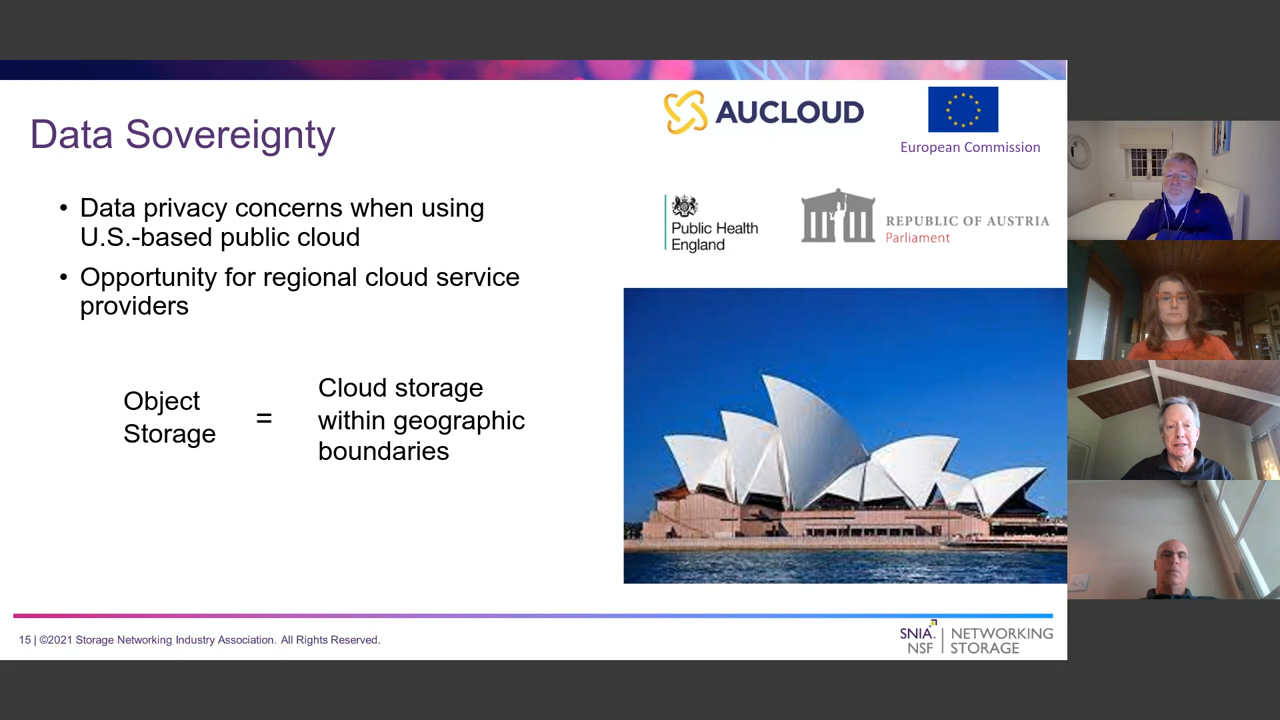 Data Sovereignty
• Data privacy concerns when using
U.S.-based public cloud
• Opportunity for regional cloud service
providers
Object
Storage
=
Cloud storage
within geographic
boundaries
AUCLOUD
European Commission
Public Health
England
REPUBLIC OF AUSTRIA
Parliament
15 | ©2021 Storage Networking Industry Association. All Rights Reserved.
SNIA. | NETWORKING
NSF | STORAGE